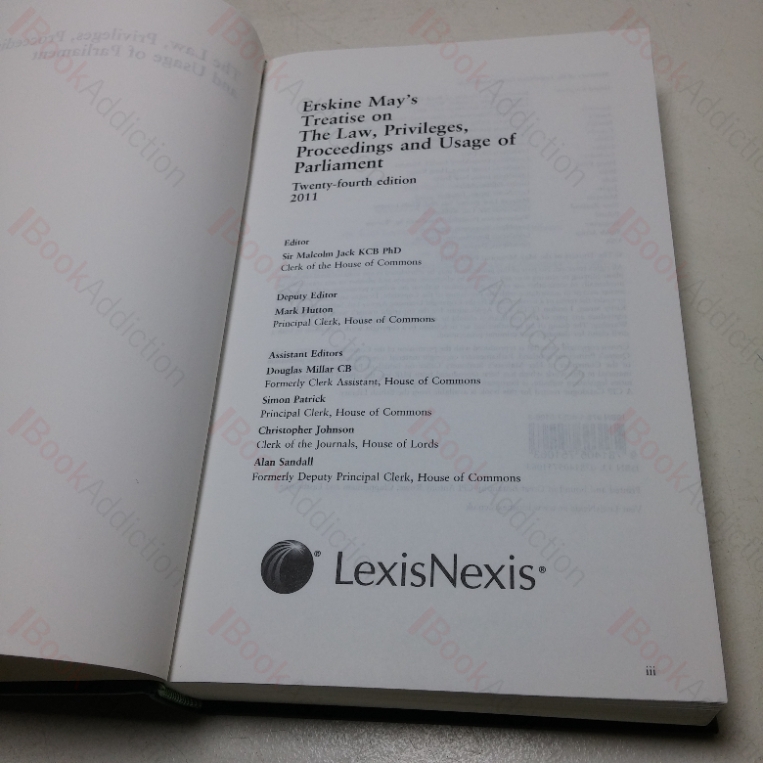 Erskine May's
Treatise on
The Law, Privileges,
Proceedings and Usage of
Parliament
Twenty-fourth edition
2011
Editor
Sir Malcolm Jack KCB PhD
Clerk of the House of Commons
Deputy Editor
Mark Hutton
Principal Clerk, House of Commons
Assistant Editors
Douglas Millar CB
Formerly Clerk Assistant, House of Commons
Simon Patrick
Principal Clerk, House of Commons
Christopher Johnson
Clerk of the Journals, House of Lords
Alan Sandall
Formerly Deputy Principal Clerk, House of Commons
® LexisNexis®
iii
BookAddiction